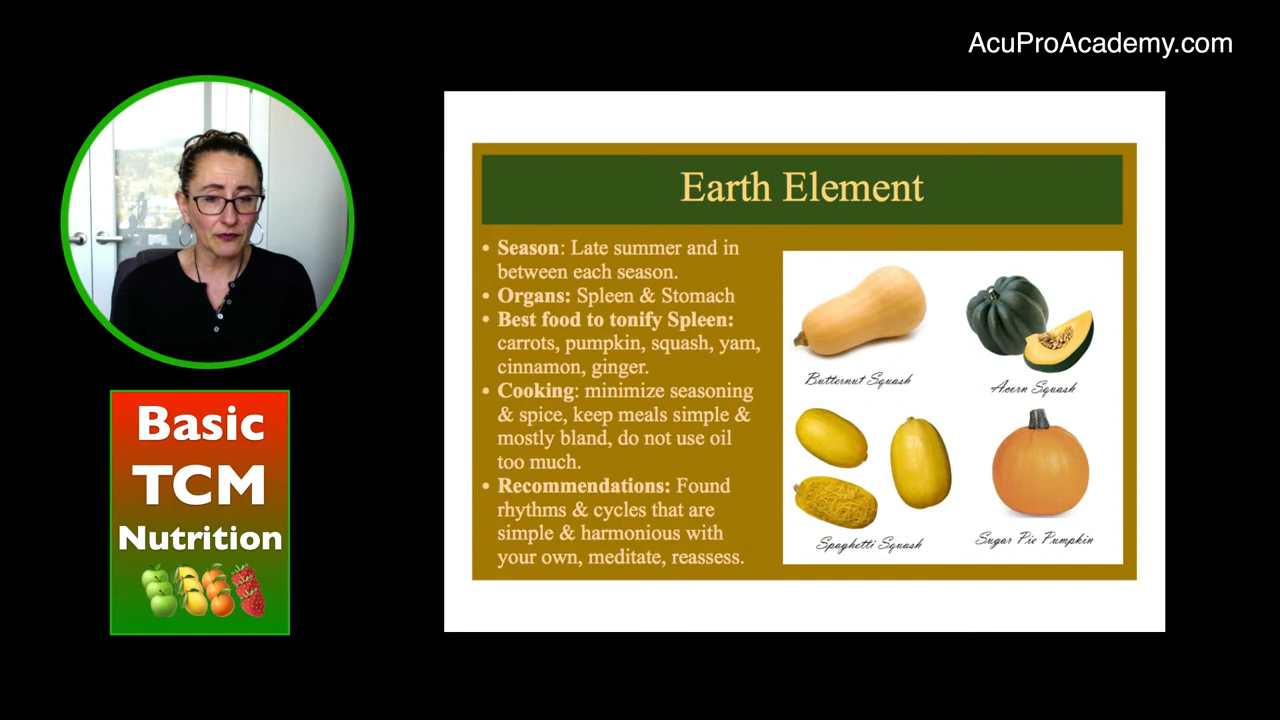 AcuProAcademy.com
Basic
TCM
Nutrition
Earth Element
• Season: Late summer and in
between each season.
• Organs: Spleen & Stomach
• Best food to tonify Spleen:
carrots, pumpkin, squash, yam,
cinnamon, ginger.
• Cooking: minimize seasoning
& spice, keep meals simple &
mostly bland, do not use oil
too much.
• Recommendations: Found
rhythms & cycles that are
simple & harmonious with
your own, meditate, reassess.
Butternut Squash
Acorn Squash
Spaghetti Squash
Sugar Pie Pumpkin